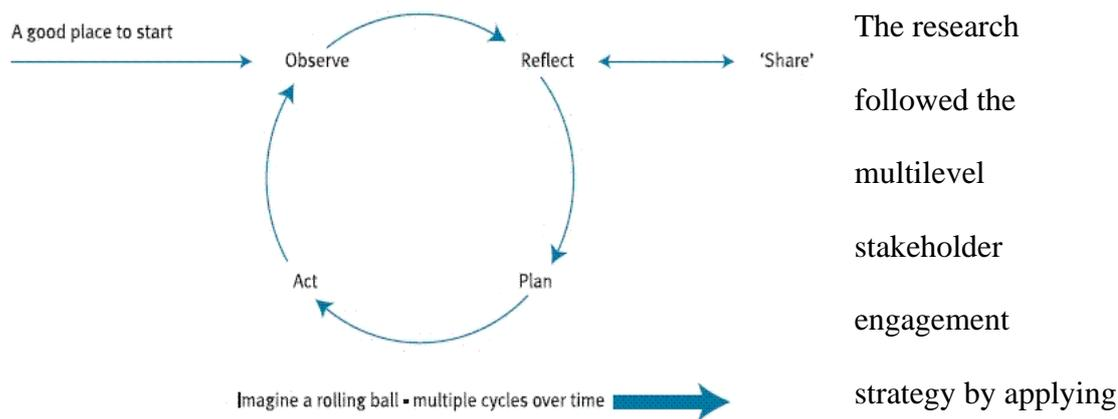 A good place to start
Observe
Reflect
‘Share’
Act
Plan
Imagine a rolling ball - multiple cycles over time
The research
followed the
multilevel
stakeholder
engagement
strategy by applying